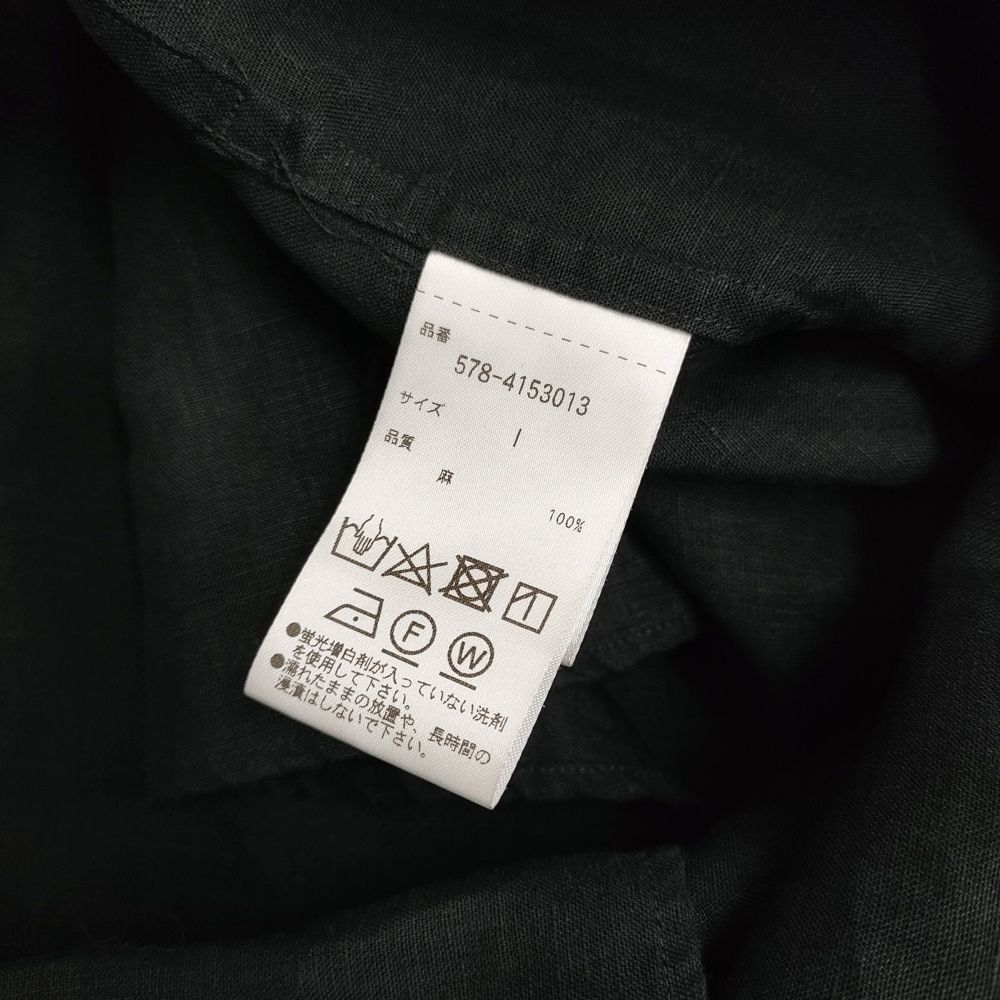 品番
578-4153013
サイズ
I
品質
麻
100%
F
W
●蛍光増白剤が入っていない洗剤
を使用して下さい。
●濡れたままの放置や、長時間の
浸漬はしないで下さい。